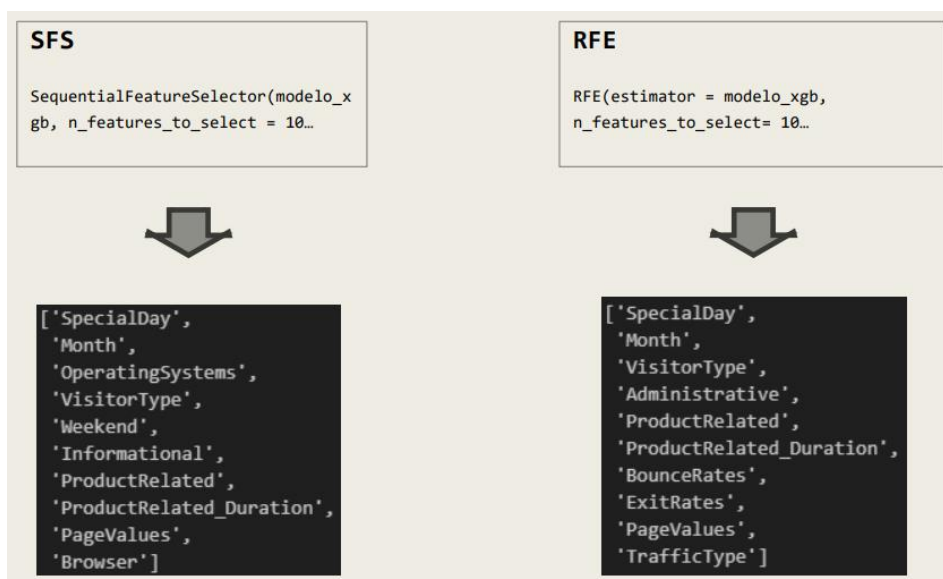 SFS
SequentialFeatureSelector(modelo_x
gb, n_features_to_select = 10…
['SpecialDay',
'Month',
'OperatingSystems',
'VisitorType',
'Weekend',
'Informational',
'ProductRelated',
'ProductRelated_Duration',
'PageValues',
'Browser']
RFE
RFE(estimator = modelo_xgb,
n_features_to_select= 10…
['SpecialDay',
'Month',
'VisitorType',
'Administrative',
'ProductRelated',
'ProductRelated_Duration',
'BounceRates',
'ExitRates',
'PageValues',
'TrafficType']